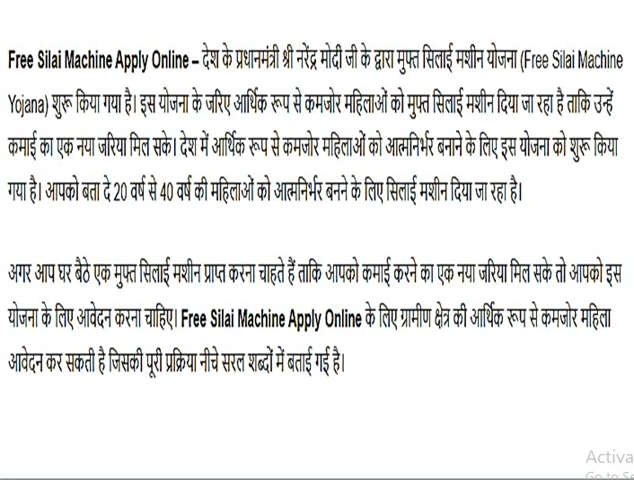 Free Silai Machine Apply Online – देश के प्रधानमंत्री श्री नरेंद्र मोदी जी के द्वारा मुफ्त सिलाई मशीन योजना (Free Silai Machine
Yojana) शुरू किया गया है। इस योजना के जरिए आर्थिक रूप से कमजोर महिलाओं को मुफ्त सिलाई मशीन दिया जा रहा है ताकि उन्हें
कमाई का एक नया जरिया मिल सके। देश में आर्थिक रूप से कमजोर महिलाओं को आत्मनिर्भर बनाने के लिए इस योजना को शुरू किया
गया है। आपको बता दे 20 वर्ष से 40 वर्ष की महिलाओं को आत्मनिर्भर बनने के लिए सिलाई मशीन दिया जा रहा है।
अगर आप घर बैठे एक मुफ्त सिलाई मशीन प्राप्त करना चाहते हैं ताकि आपको कमाई करने का एक नया जरिया मिल सके तो आपको इस
योजना के लिए आवेदन करना चाहिए। Free Silai Machine Apply Online के लिए ग्रामीण क्षेत्र की आर्थिक रूप से कमजोर महिला
आवेदन कर सकती है जिसकी पूरी प्रक्रिया नीचे सरल शब्दों में बताई गई है।
Activa
Go to Se